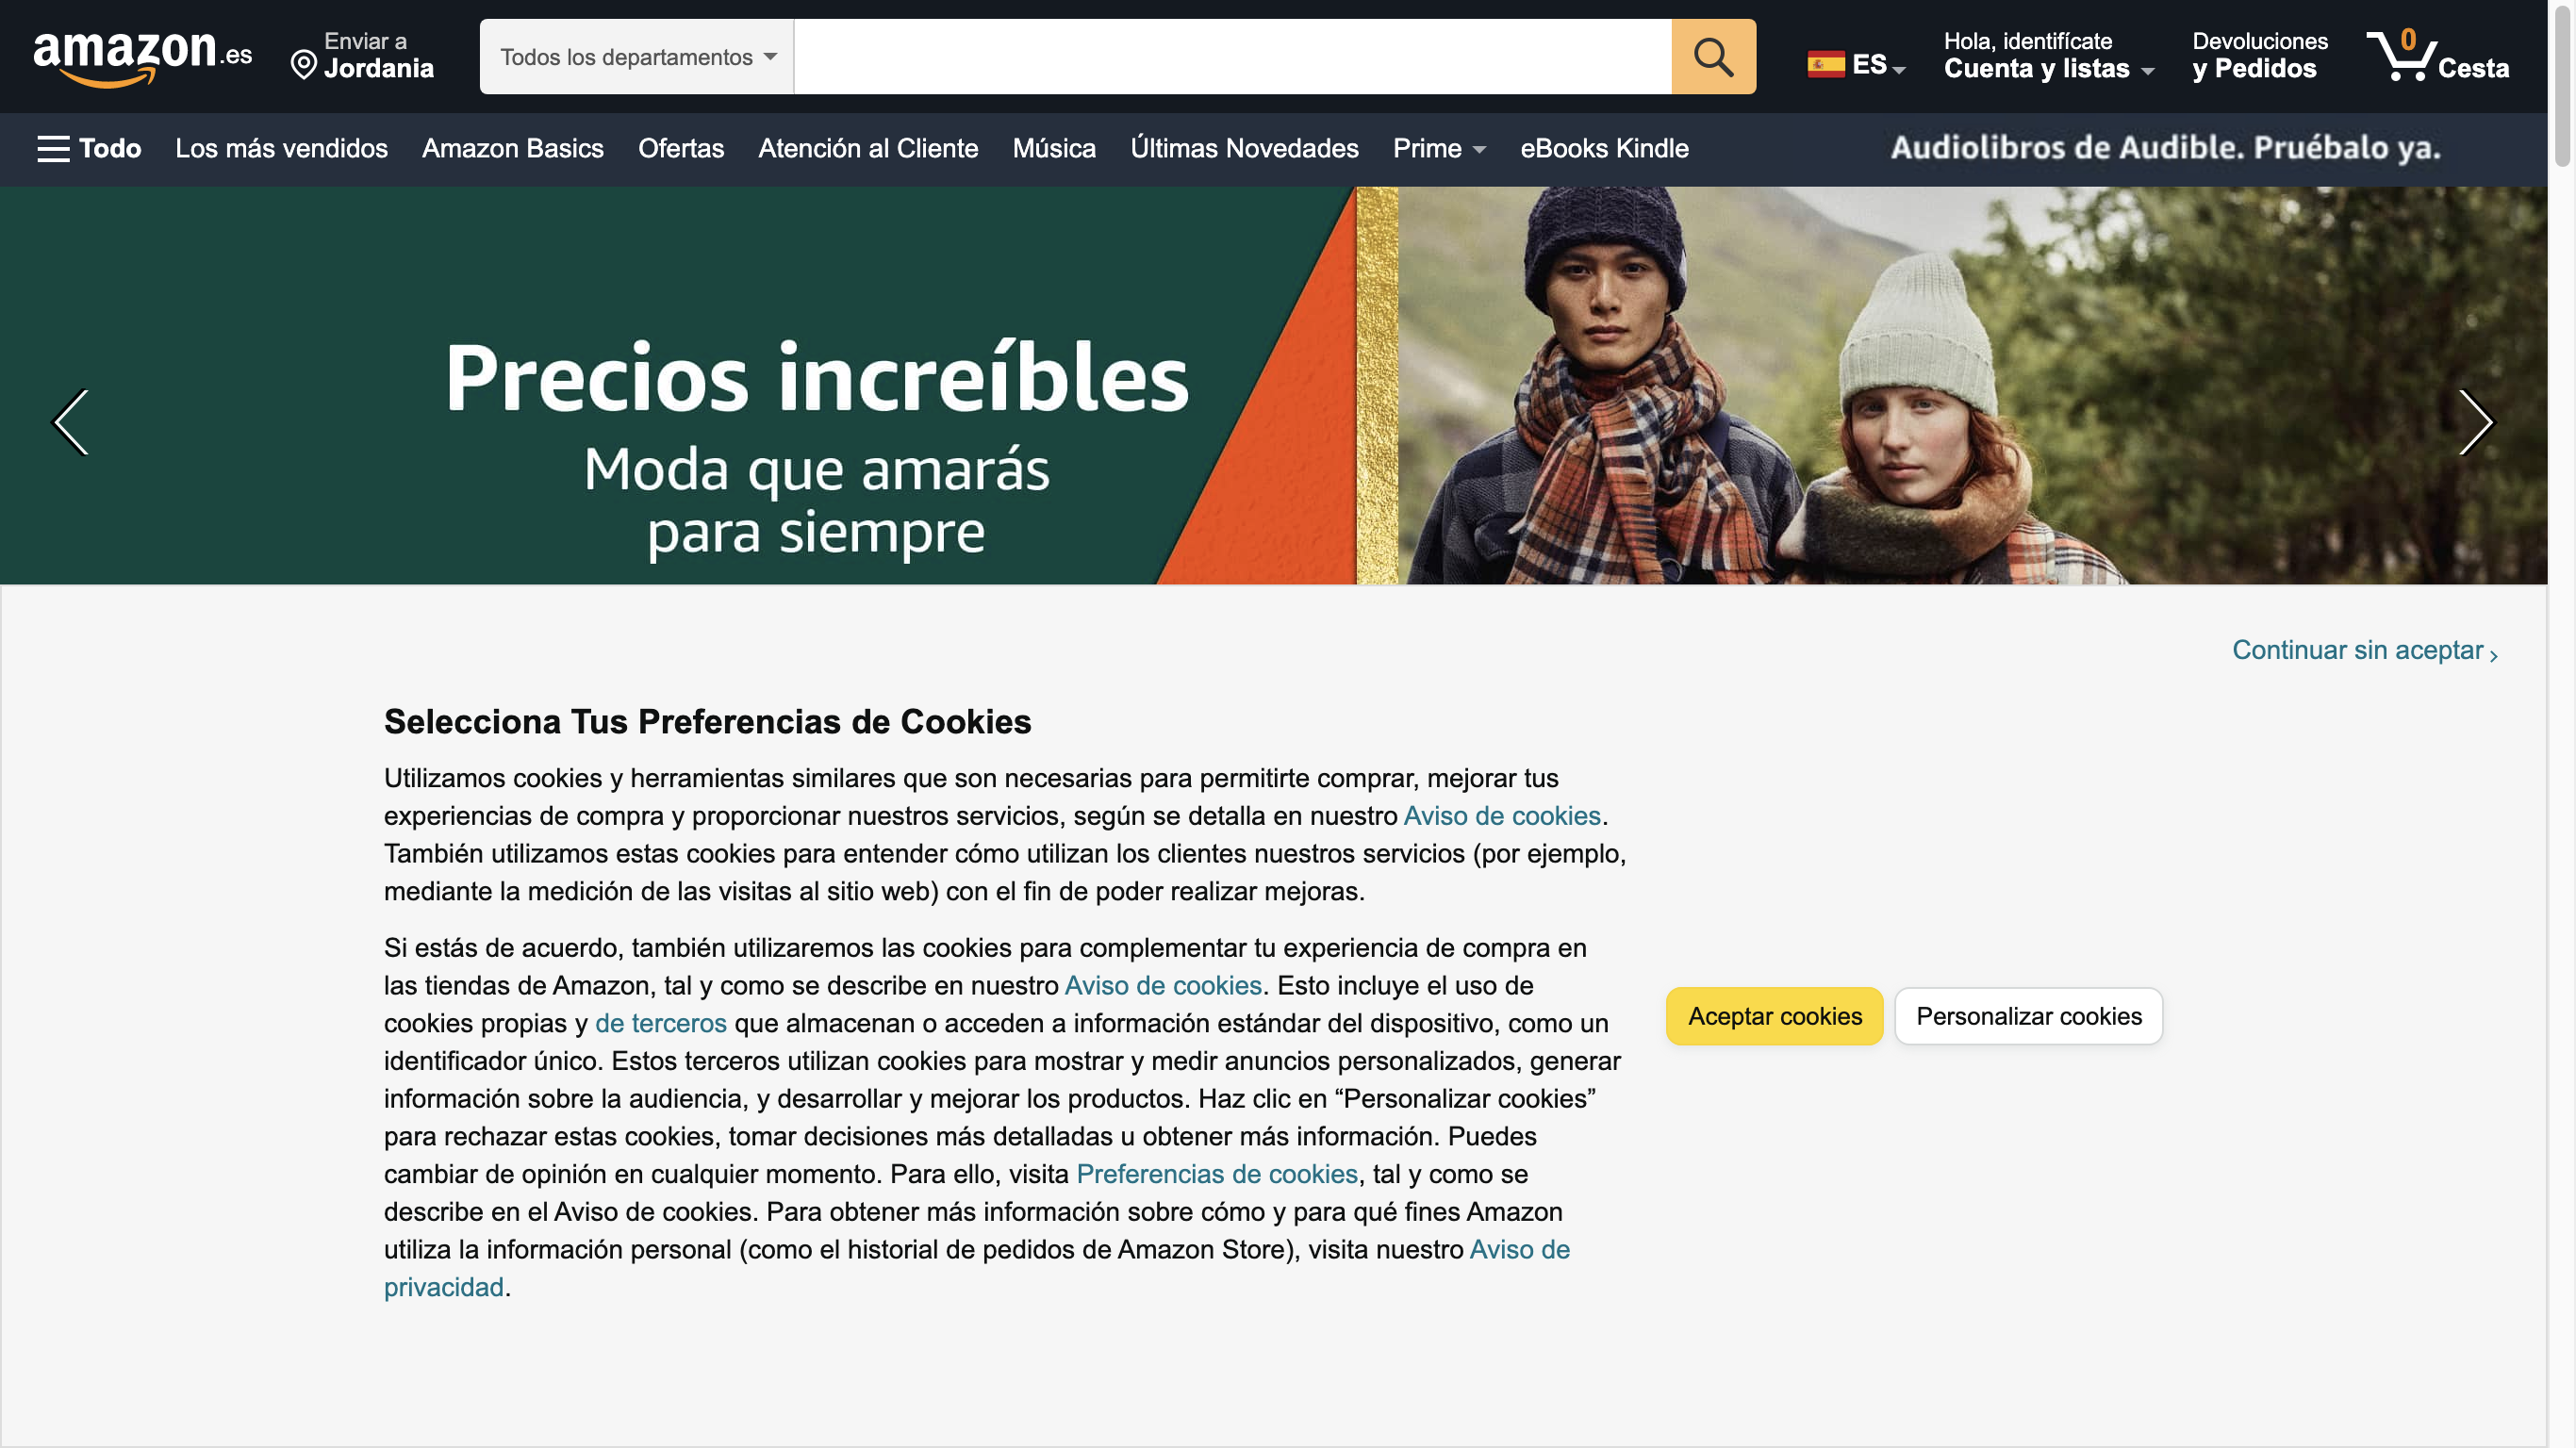 amazon.es
Enviar a
Jordania
Todos los departamentos
ES
Hola, identifícate
Cuenta y listas
Devoluciones
y Pedidos
0
Cesta
Todo
Los más vendidos
Amazon Basics
Ofertas
Atención al Cliente
Música
Últimas Novedades
Prime
eBooks Kindle
Audiolibros de Audible. Pruébalo ya.
Precios increíbles
Moda que amarás
para siempre
Continuar sin aceptar
Selecciona Tus Preferencias de Cookies
Utilizamos cookies y herramientas similares que son necesarias para permitirte comprar, mejorar tus
experiencias de compra y proporcionar nuestros servicios, según se detalla en nuestro Aviso de cookies.
También utilizamos estas cookies para entender cómo utilizan los clientes nuestros servicios (por ejemplo,
mediante la medición de las visitas al sitio web) con el fin de poder realizar mejoras.
Si estás de acuerdo, también utilizaremos las cookies para complementar tu experiencia de compra en
las tiendas de Amazon, tal y como se describe en nuestro Aviso de cookies. Esto incluye el uso de
cookies propias y de terceros que almacenan o acceden a información estándar del dispositivo, como un
identificador único. Estos terceros utilizan cookies para mostrar y medir anuncios personalizados, generar
información sobre la audiencia, y desarrollar y mejorar los productos. Haz clic en “Personalizar cookies”
para rechazar estas cookies, tomar decisiones más detalladas u obtener más información. Puedes
cambiar de opinión en cualquier momento. Para ello, visita Preferencias de cookies, tal y como se
describe en el Aviso de cookies. Para obtener más información sobre cómo y para qué fines Amazon
utiliza la información personal (como el historial de pedidos de Amazon Store), visita nuestro Aviso de
privacidad.
Aceptar cookies
Personalizar cookies